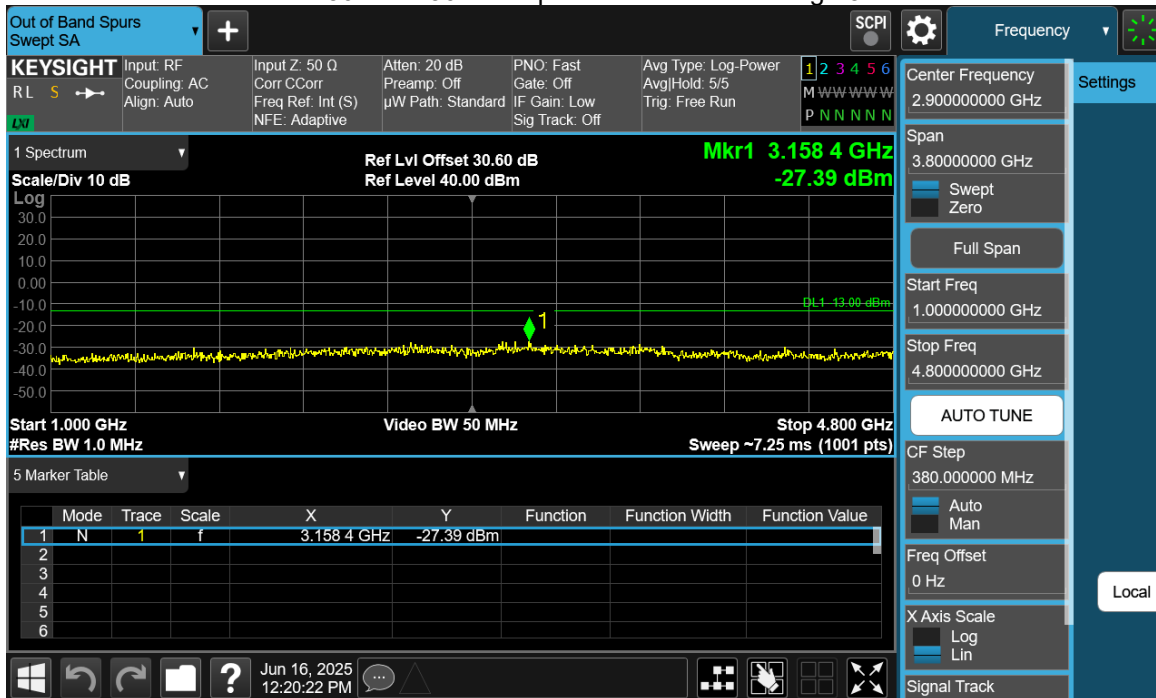 Out of Band Spurs
Swept SA
SCPI
Frequency
KEYSIGHT
R L S
LXI
Input: RF
Coupling: AC
Align: Auto
Input Z: 50 Ω
Corr CCorr
Freq Ref: Int (S)
NFE: Adaptive
Atten: 20 dB
Preamp: Off
µW Path: Standard
PNO: Fast
Gate: Off
IF Gain: Low
Sig Track: Off
Avg Type: Log-Power
Avg|Hold: 5/5
Trig: Free Run
1 2 3 4 5 6
M W W W W W
P N N N N N
1 Spectrum
Scale/Div 10 dB
Ref Lvl Offset 30.60 dB
Ref Level 40.00 dBm
Mkr1 3.158 4 GHz
-27.39 dBm
Log
30.0
20.0
10.0
0.00
-10.0
-20.0
-30.0
-40.0
-50.0
DL1 -13.00 dBm
1
Start 1.000 GHz
Video BW 50 MHz
Stop 4.800 GHz
#Res BW 1.0 MHz
Sweep ~7.25 ms (1001 pts)
5 Marker Table
Mode Trace Scale X Y Function Function Width Function Value
1 N 1 f 3.158 4 GHz -27.39 dBm
2
3
4
5
6
Jun 16, 2025
12:20:22 PM
Center Frequency
2.900000000 GHz
Span
3.80000000 GHz
Swept
Zero
Full Span
Start Freq
1.000000000 GHz
Stop Freq
4.800000000 GHz
AUTO TUNE
CF Step
380.000000 MHz
Auto
Man
Freq Offset
0 Hz
X Axis Scale
Log
Lin
Signal Track
Settings
Local